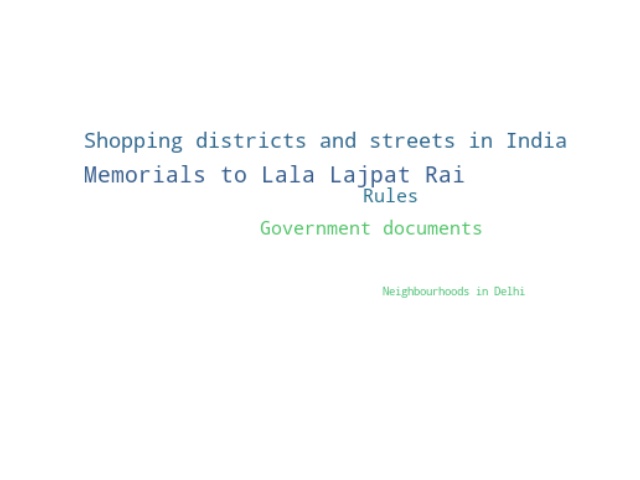 Shopping districts and streets in India
Memorials to Lala Lajpat Rai
Rules
Government documents
Neighbourhoods in Delhi